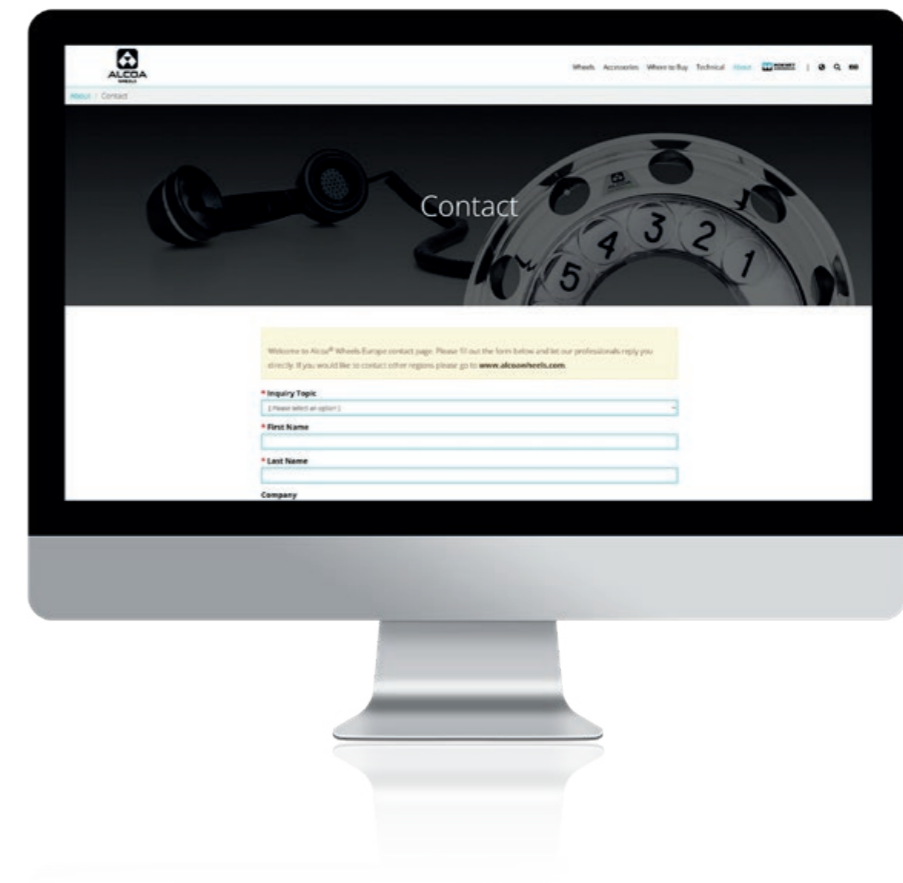 ALCOA
WHEELS
Wheels Accessories Where to Buy Technical About
About / Contact
Contact
ALCOA
5 4 3 2 1
Welcome to Alcoa® Wheels Europe contact page. Please fill out the form below and let our professionals reply you
directly. If you would like to contact other regions please go to www.alcoawheels.com.
* Inquiry Topic
[ Please select an option ]
* First Name
* Last Name
Company